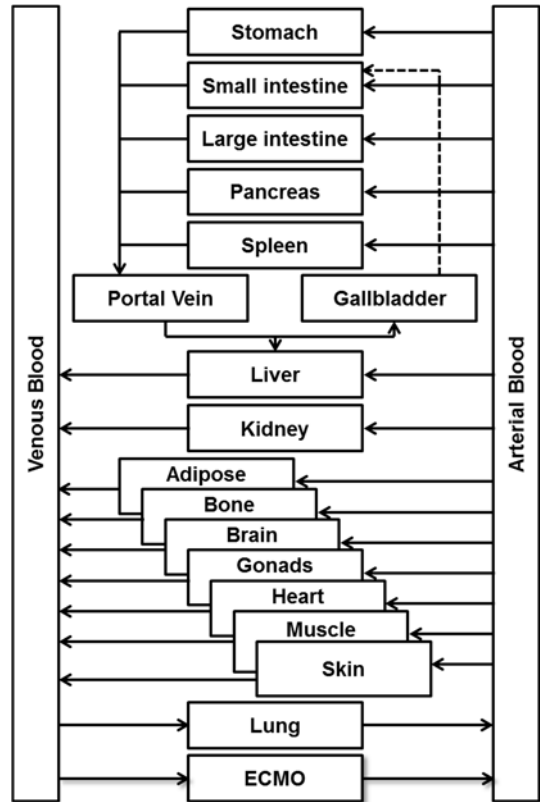 Stomach
Small intestine
Large intestine
Pancreas
Spleen
Portal Vein
Gallbladder
Liver
Kidney
Adipose
Bone
Brain
Gonads
Heart
Muscle
Skin
Lung
ECMO
Venous Blood
Arterial Blood